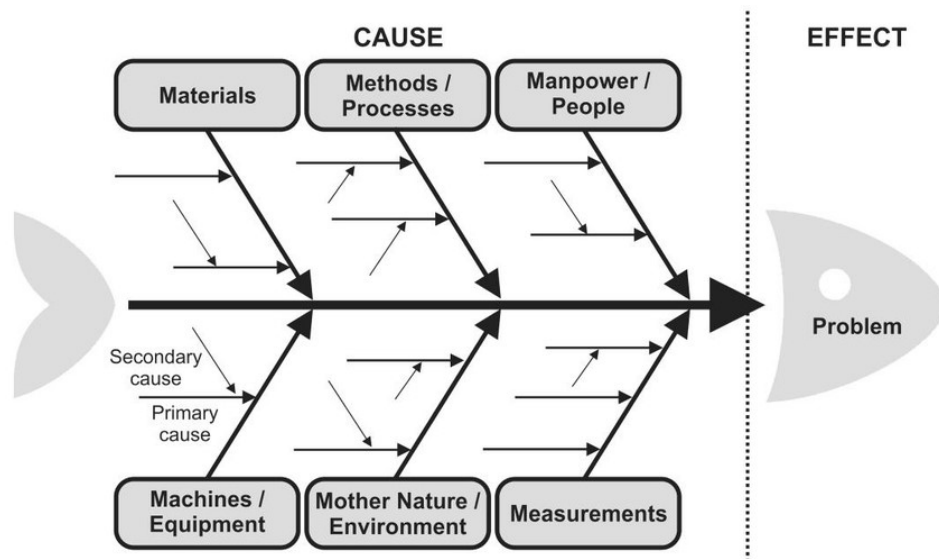 CAUSE
EFFECT
Materials
Methods /
Processes
Manpower /
People
Secondary
cause
Primary
cause
Problem
Machines /
Equipment
Mother Nature /
Environment
Measurements